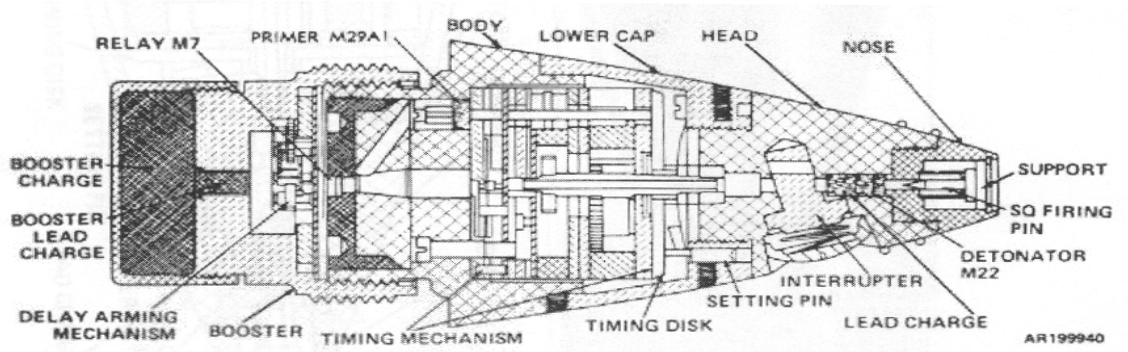 BODY
RELAY M7
PRIMER M29A1
LOWER CAP
HEAD
NOSE
BOOSTER
CHARGE
BOOSTER
LEAD
CHARGE
SUPPORT
SQ FIRING
PIN
DETONATOR
M22
INTERRUPTER
SETTING PIN
LEAD CHARGE
TIMING DISK
DELAY ARMING
MECHANISM
BOOSTER
TIMING MECHANISM
AR199940